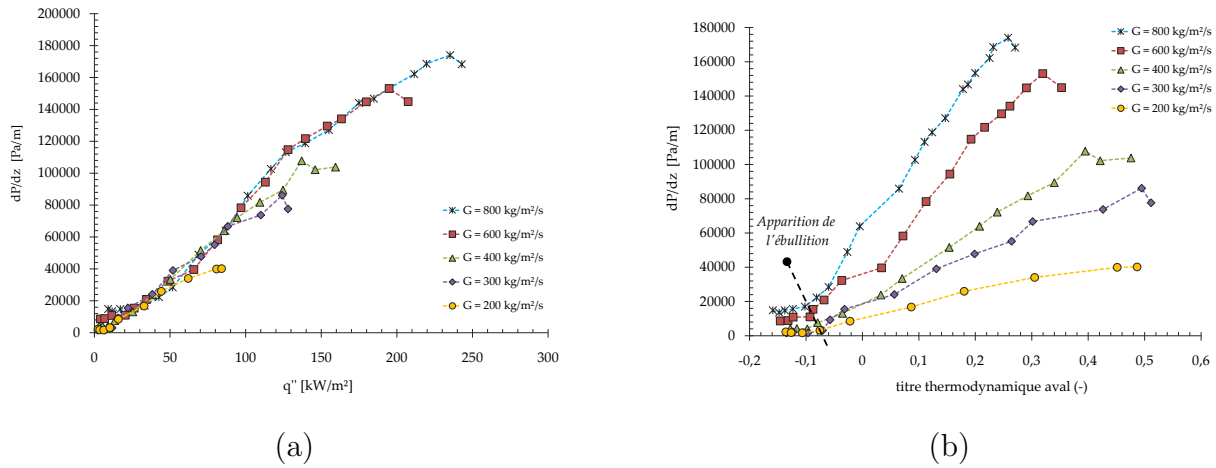 200000
180000
160000
140000
120000
100000
80000
60000
40000
20000
0
dP/dz [Pa/m]
0 50 100 150 200 250 300
q'' [kW/m²]
G = 800 kg/m²/s
G = 600 kg/m²/s
G = 400 kg/m²/s
G = 300 kg/m²/s
G = 200 kg/m²/s
(a)
180000
160000
140000
120000
100000
80000
60000
40000
20000
0
dP/dz [Pa/m]
-0,2 -0,1 0 0,1 0,2 0,3 0,4 0,5 0,6
titre thermodynamique aval (-)
G = 800 kg/m²/s
G = 600 kg/m²/s
G = 400 kg/m²/s
G = 300 kg/m²/s
G = 200 kg/m²/s
Apparition de
l'ébullition
(b)